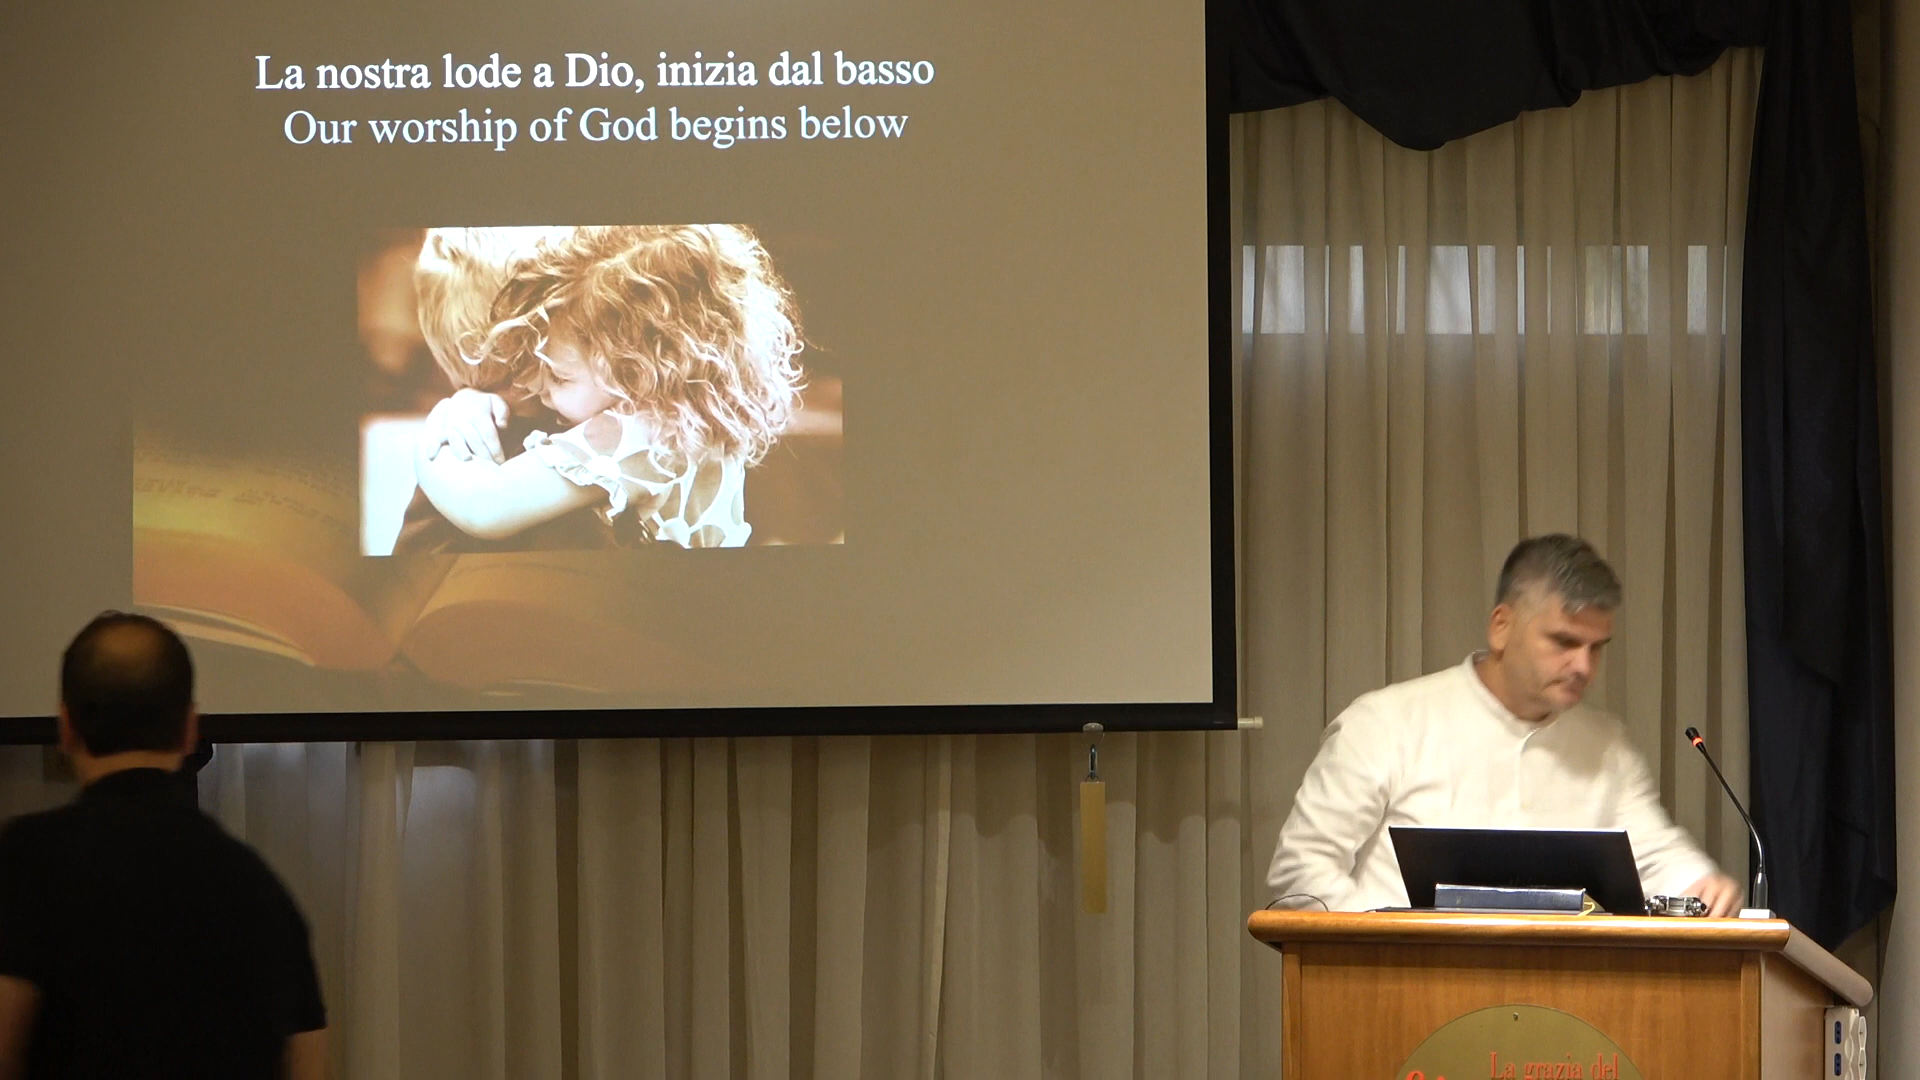 La nostra lode a Dio, inizia dal basso
Our worship of God begins below
La grazia del